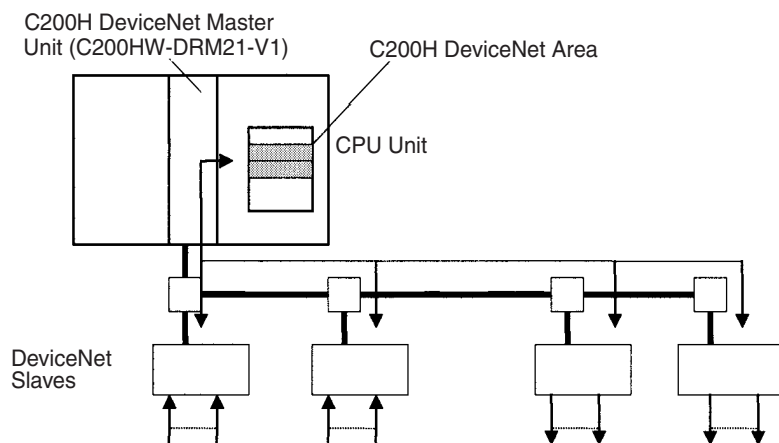 C200H DeviceNet Master
Unit (C200HW-DRM21-V1)
C200H DeviceNet Area
CPU Unit
DeviceNet
Slaves